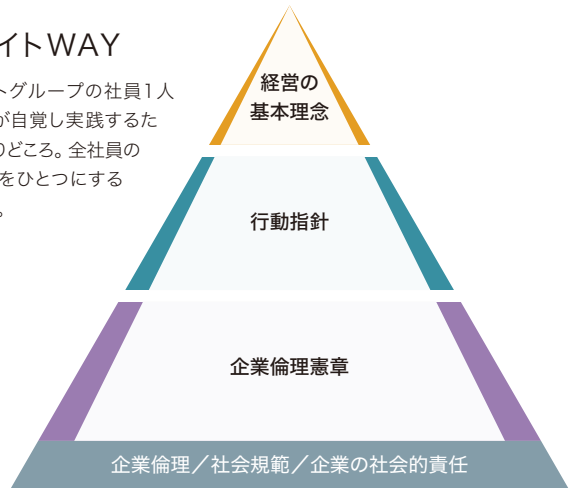 イトWAY
トグループの社員1人
が自覚し実践するた
りどころ。全社員の
をひとつにする
。
経営の
基本理念
行動指針
企業倫理憲章
企業倫理／社会規範／企業の社会的責任